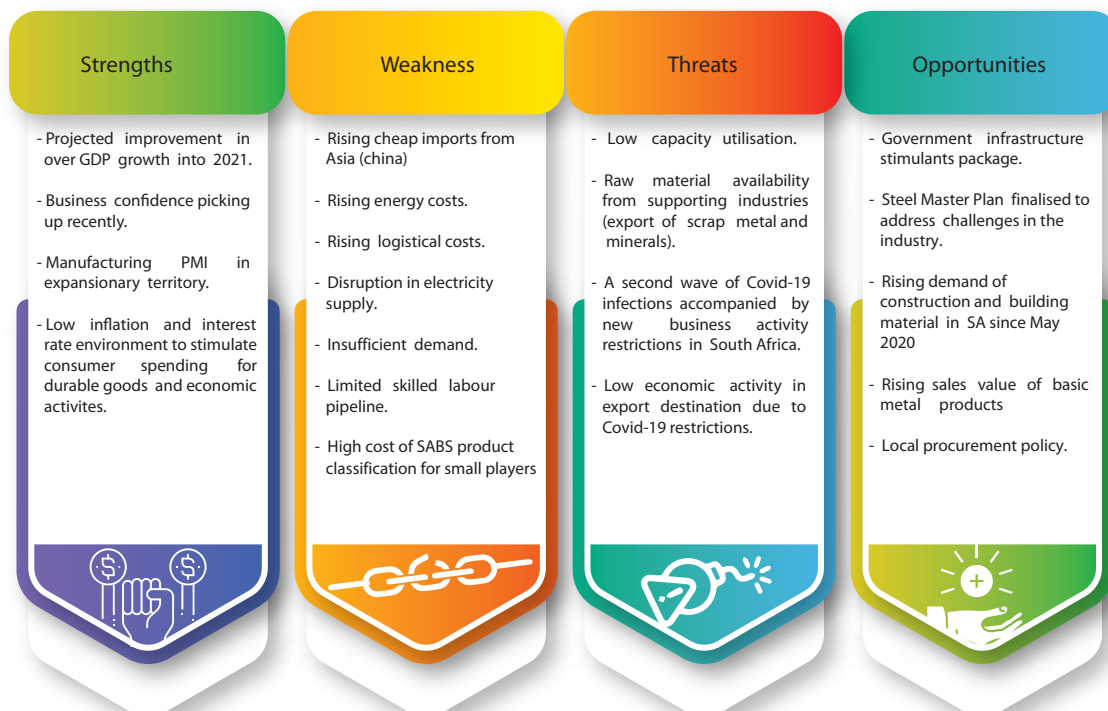 Strengths
- Projected improvement in
over GDP growth into 2021.
- Business confidence picking
up recently.
- Manufacturing PMI in
expansionary territory.
- Low inflation and interest
rate environment to stimulate
consumer spending for
durable goods and economic
activites.
Weakness
- Rising cheap imports from
Asia (china)
- Rising energy costs.
- Rising logistical costs.
- Disruption in electricity
supply.
- Insufficient demand.
- Limited skilled labour
pipeline.
- High cost of SABS product
classification for small players
Threats
- Low capacity utilisation.
- Raw material availability
from supporting industries
(export of scrap metal and
minerals).
- A second wave of Covid-19
infections accompanied by
new business activity
restrictions in South Africa.
- Low economic activity in
export destination due to
Covid-19 restrictions.
Opportunities
- Government infrastructure
stimulants package.
- Steel Master Plan finalised to
address challenges in the
industry.
- Rising demand of
construction and building
material in SA since May
2020
- Rising sales value of basic
metal products
- Local procurement policy.